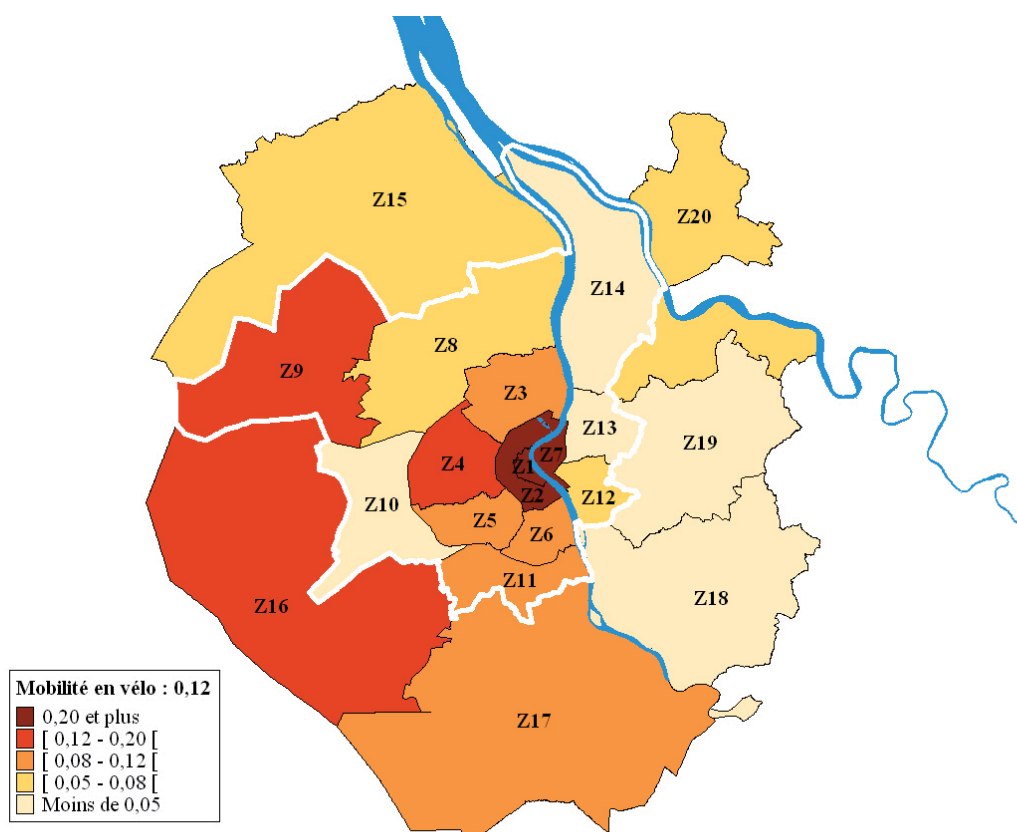 Z15
Z20
Z14
Z8
Z9
Z3
Z13
Z19
Z7
Z4
Z1
Z2
Z12
Z10
Z5
Z6
Z11
Z18
Z16
Z17
Mobilité en vélo : 0,12
0,20 et plus
[ 0,12 - 0,20 [
[ 0,08 - 0,12 [
[ 0,05 - 0,08 [
Moins de 0,05